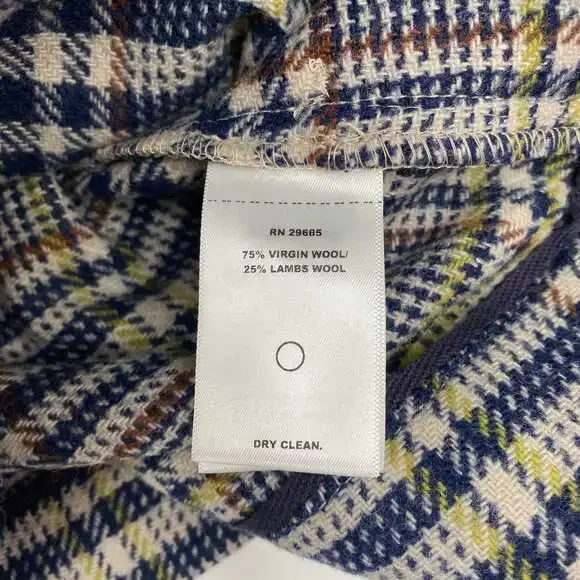 RN 29685
75% VIRGIN WOOL/
25% LAMBS WOOL
DRY CLEAN.